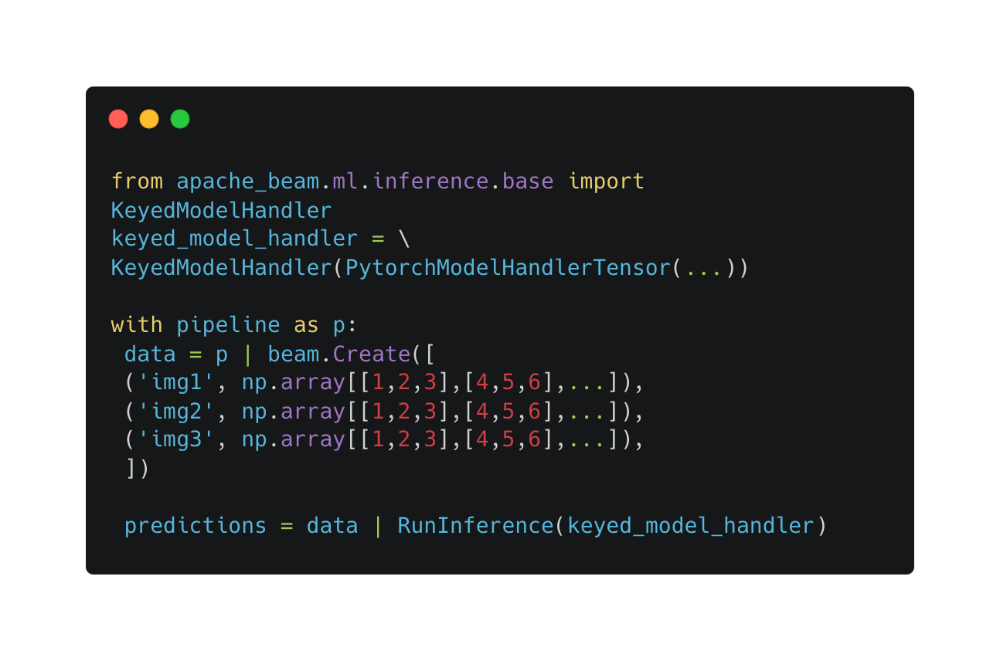 from apache_beam.ml.inference.base import
KeyedModelHandler
keyed_model_handler = \
KeyedModelHandler(PytorchModelHandlerTensor(...))

with pipeline as p:
 data = p | beam.Create([
 ('img1', np.array[[1,2,3],[4,5,6],...]),
 ('img2', np.array[[1,2,3],[4,5,6],...]),
 ('img3', np.array[[1,2,3],[4,5,6],...]),
 ])

 predictions = data | RunInference(keyed_model_handler)